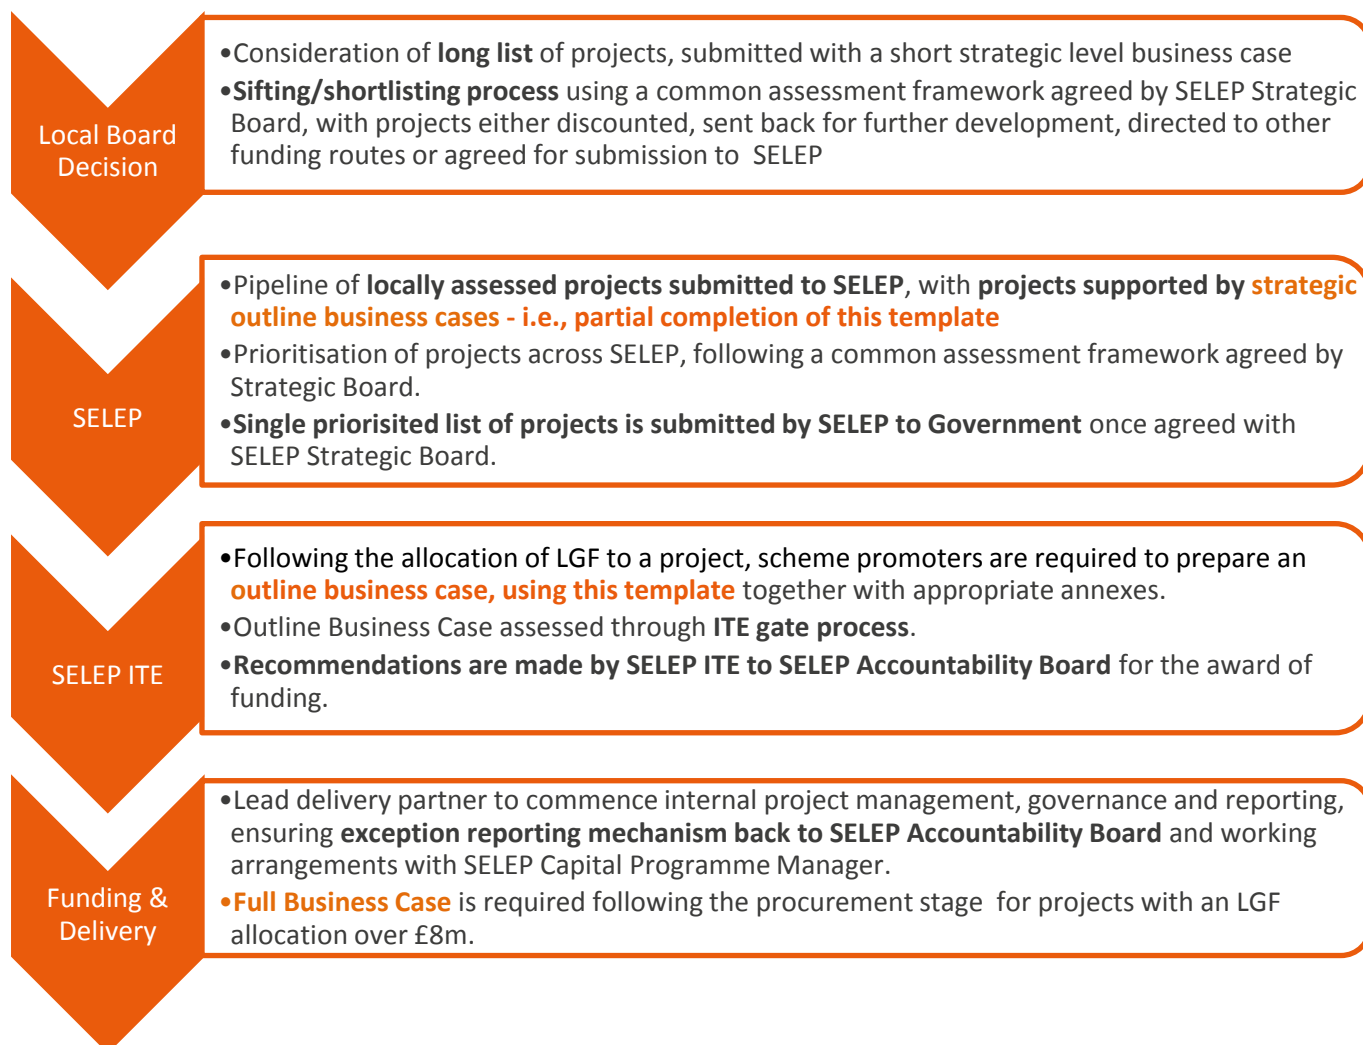 Local Board
Decision
•Consideration of long list of projects, submitted with a short strategic level business case
•Sifting/shortlisting process using a common assessment framework agreed by SELEP Strategic
Board, with projects either discounted, sent back for further development, directed to other
funding routes or agreed for submission to SELEP
SELEP
•Pipeline of locally assessed projects submitted to SELEP, with projects supported by strategic
outline business cases - i.e., partial completion of this template
•Prioritisation of projects across SELEP, following a common assessment framework agreed by
Strategic Board.
•Single priorisited list of projects is submitted by SELEP to Government once agreed with
SELEP Strategic Board.
SELEP ITE
•Following the allocation of LGF to a project, scheme promoters are required to prepare an
outline business case, using this template together with appropriate annexes.
•Outline Business Case assessed through ITE gate process.
•Recommendations are made by SELEP ITE to SELEP Accountability Board for the award of
funding.
Funding &
Delivery
•Lead delivery partner to commence internal project management, governance and reporting,
ensuring exception reporting mechanism back to SELEP Accountability Board and working
arrangements with SELEP Capital Programme Manager.
•Full Business Case is required following the procurement stage for projects with an LGF
allocation over £8m.